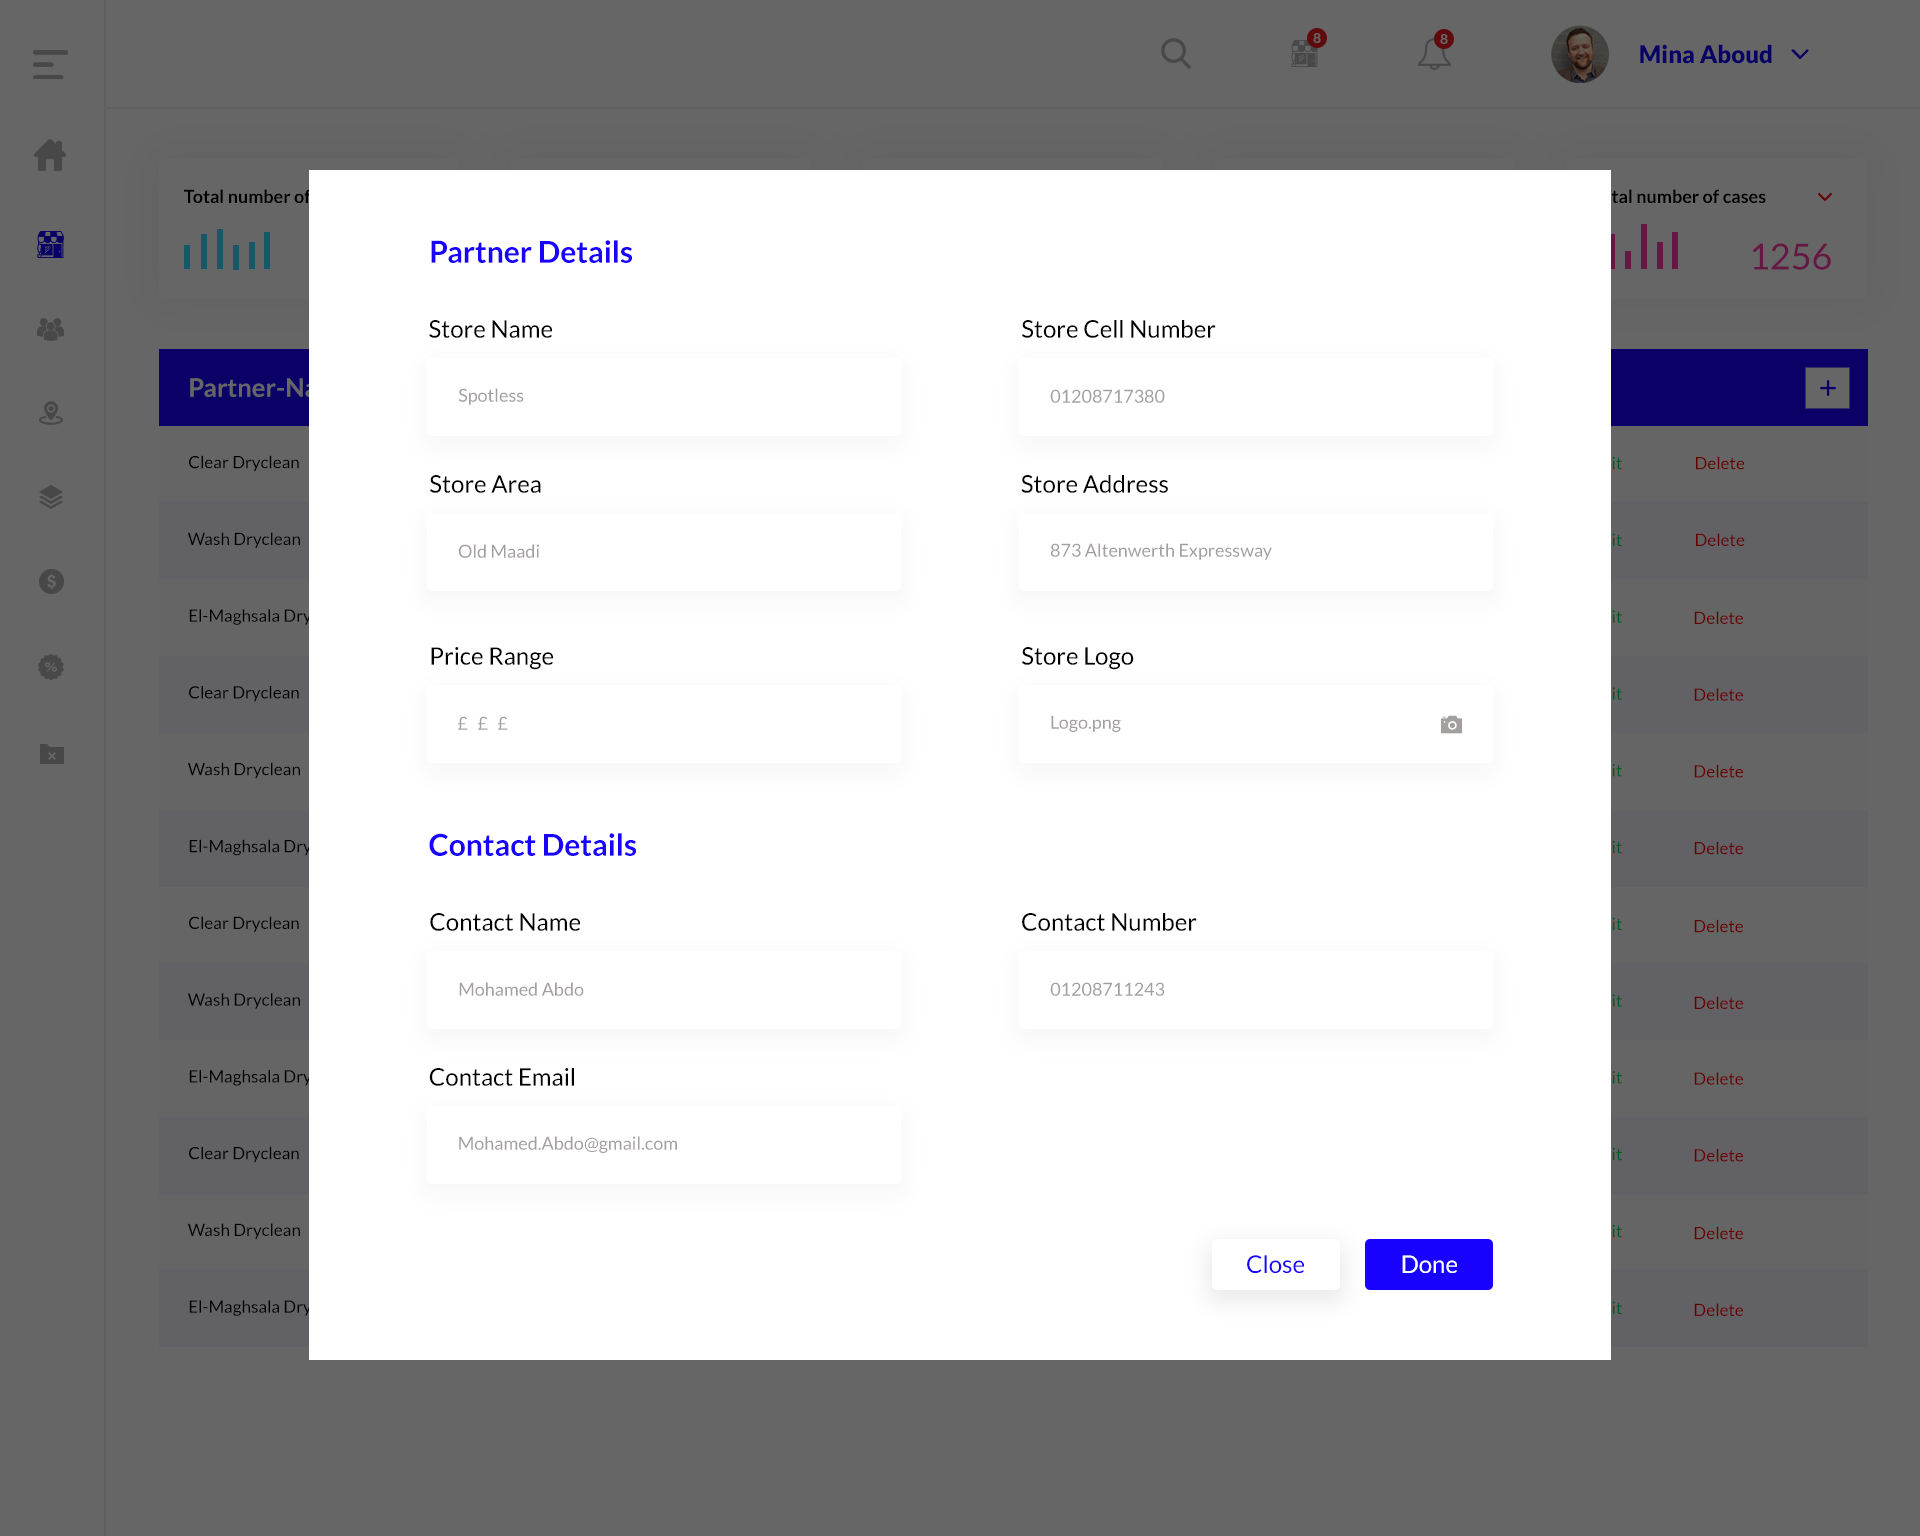 8
8
Mina Aboud
Total number of
tal number of cases
1256
Partner Details
Store Name
Store Cell Number
Spotless
01208717380
Partner-Na
+
Clear Dryclean
it
Delete
Store Area
Store Address
Old Maadi
873 Altenwerth Expressway
Wash Dryclean
it
Delete
El-Maghsala Dry
it
Delete
Price Range
Store Logo
£ £ £
Logo.png
Clear Dryclean
it
Delete
Wash Dryclean
it
Delete
Contact Details
El-Maghsala Dry
it
Delete
Contact Name
Contact Number
Mohamed Abdo
01208711243
Clear Dryclean
it
Delete
Wash Dryclean
it
Delete
Contact Email
Mohamed.Abdo@gmail.com
El-Maghsala Dry
it
Delete
Clear Dryclean
it
Delete
Wash Dryclean
it
Delete
Close
Done
El-Maghsala Dry
it
Delete